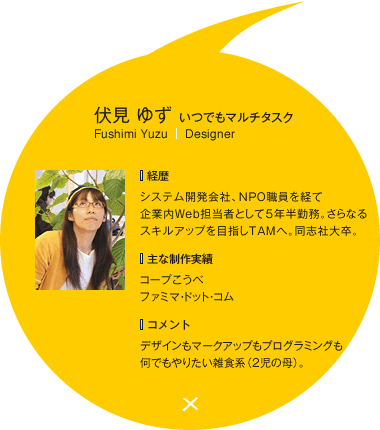 伏見 ゆず いつでもマルチタスク
Fushimi Yuzu | Designer
経歴
システム開発会社、NPO職員を経て
企業内Web担当者として5年半勤務。さらなる
スキルアップを目指しTAMへ。同志社大卒。
主な制作実績
コープこうべ
ファミマ・ドット・コム
コメント
デザインもマークアップもプログラミングも
何でもやりたい雑食系（2児の母）。